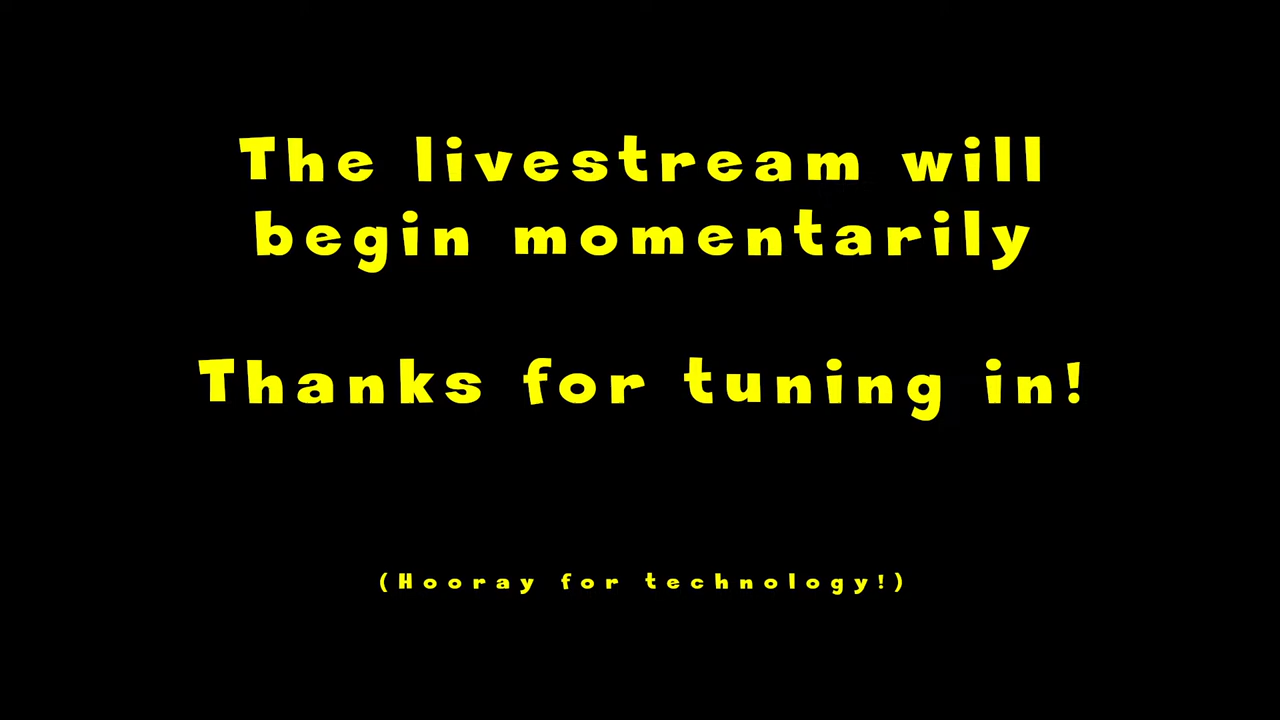 The livestream will
begin momentarily
Thanks for tuning in!
(Hooray for technology!)